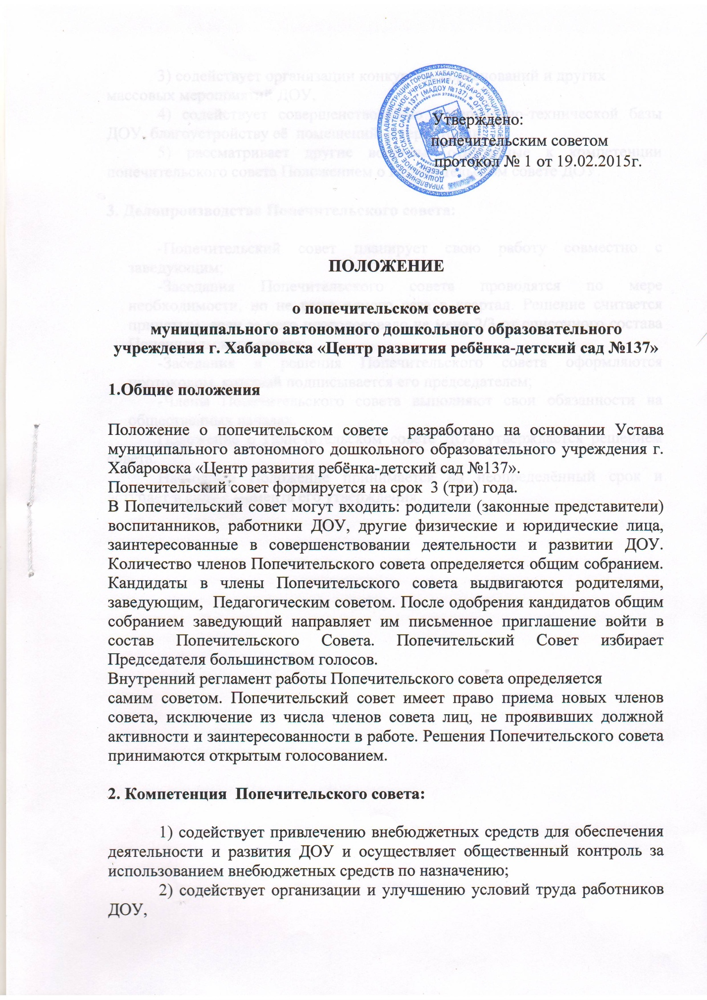 Утверждено:
попечительским советом
протокол № 1 от 19.02.2015г.
ПОЛОЖЕНИЕ
о попечительском совете
муниципального автономного дошкольного образовательного
учреждения г. Хабаровска «Центр развития ребёнка-детский сад №137»
1.Общие положения
Положение о попечительском совете разработано на основании Устава
муниципального автономного дошкольного образовательного учреждения г.
Хабаровска «Центр развития ребёнка-детский сад №137».
Попечительский совет формируется на срок 3 (три) года.
В Попечительский совет могут входить: родители (законные представители)
воспитанников, работники ДОУ, другие физические и юридические лица,
заинтересованные в совершенствовании деятельности и развитии ДОУ.
Количество членов Попечительского совета определяется общим собранием.
Кандидаты в члены Попечительского совета выдвигаются родителями,
заведующим, Педагогическим советом. После одобрения кандидатов общим
собранием заведующий направляет им письменное приглашение войти в
состав Попечительского Совета. Попечительский Совет избирает
Председателя большинством голосов.
Внутренний регламент работы Попечительского совета определяется
самим советом. Попечительский совет имеет право приема новых членов
совета, исключение из числа членов совета лиц, не проявивших должной
активности и заинтересованности в работе. Решения Попечительского совета
принимаются открытым голосованием.
2. Компетенция Попечительского совета:
1) содействует привлечению внебюджетных средств для обеспечения
деятельности и развития ДОУ и осуществляет общественный контроль за
использованием внебюджетных средств по назначению;
2) содействует организации и улучшению условий труда работников
ДОУ,